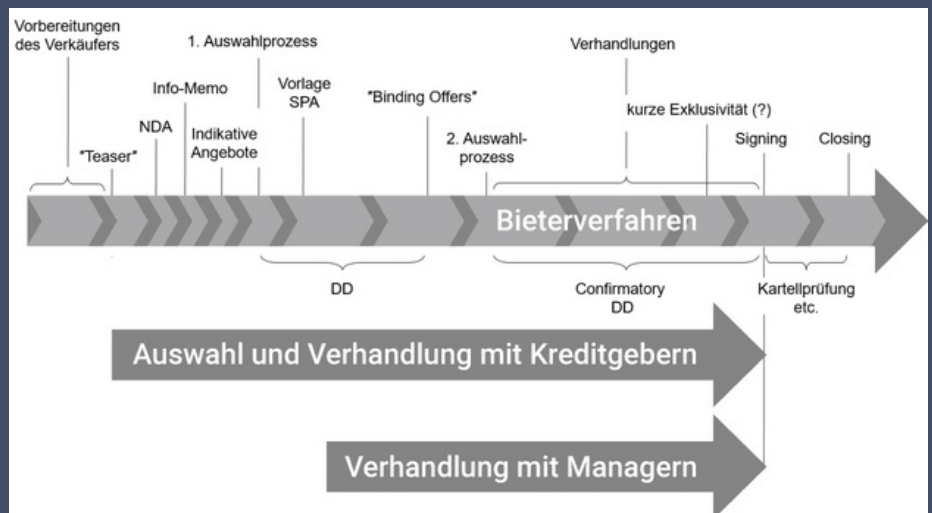 Vorbereitungen
des Verkäufers
1. Auswahlprozess
Verhandlungen
Info-Memo
Vorlage
SPA
"Binding Offers"
kurze Exklusivität (?)
NDA
Indikative
Angebote
2. Auswahl-
prozess
Signing
Closing
"Teaser"
Bieterverfahren
DD
Confirmatory
DD
Kartellprüfung
etc.
Auswahl und Verhandlung mit Kreditgebern
Verhandlung mit Managern